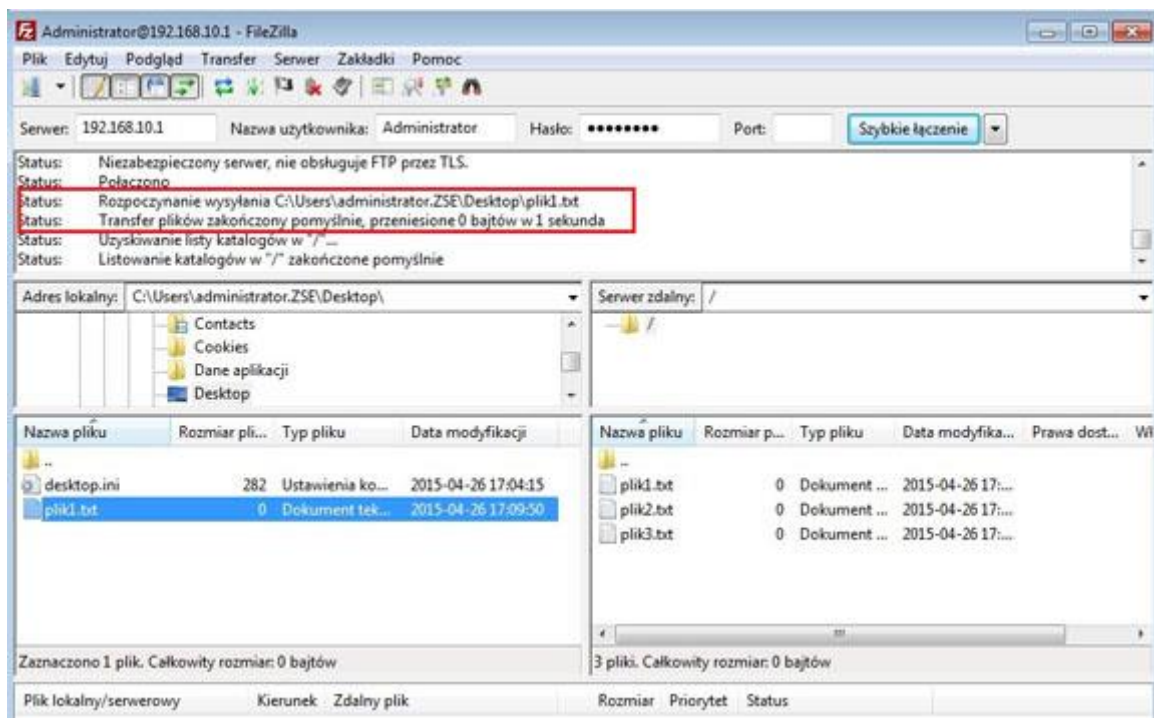 Administrator@192.168.10.1 - FileZilla
Plik Edytuj Podgląd Transfer Serwer Zakładki Pomoc
Serwer: 192.168.10.1 Nazwa użytkownika: Administrator Hasło: ●●●●●●●● Port: Szybkie łączenie
Status: Niezabezpieczony serwer, nie obsługuje FTP przez TLS.
Status: Połączono
Status: Rozpoczynanie wysyłania C:\Users\administrator.ZSE\Desktop\plik1.txt
Status: Transfer plików zakończony pomyślnie, przeniesione 0 bajtów w 1 sekunda
Status: Uzyskiwanie listy katalogów w "/"...
Status: Listowanie katalogów w "/" zakończone pomyślnie
Adres lokalny: C:\Users\administrator.ZSE\Desktop\ Serwer zdalny: /
Contacts /
Cookies
Dane aplikacji
Desktop
Nazwa pliku Rozmiar pli... Typ pliku Data modyfikacji Nazwa pliku Rozmiar p... Typ pliku Data modyfika... Prawa dost... Wł
.. ..
desktop.ini 282 Ustawienia ko... 2015-04-26 17:04:15 plik1.txt 0 Dokument ... 2015-04-26 17:...
plik1.txt 0 Dokument tek... 2015-04-26 17:09:50 plik2.txt 0 Dokument ... 2015-04-26 17:...
plik3.txt 0 Dokument ... 2015-04-26 17:...
Zaznaczono 1 plik. Całkowity rozmiar: 0 bajtów 3 pliki. Całkowity rozmiar: 0 bajtów
Plik lokalny/serwerowy Kierunek Zdalny plik Rozmiar Priorytet Status